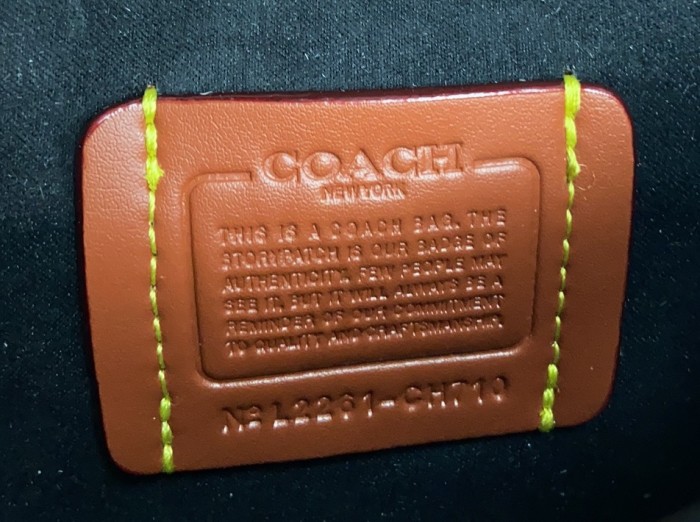 COACH
NEW YORK
THIS IS A COACH BAG. THE
STORYPATCH IS OUR BADGE OF
AUTHENTICITY. FEW PEOPLE MAY
SEE IT, BUT IT WILL ALWAYS BE A
REMINDER OF OUR COMMITMENT
TO QUALITY AND CRAFTSMANSHIP.
Nº L2261-CH710